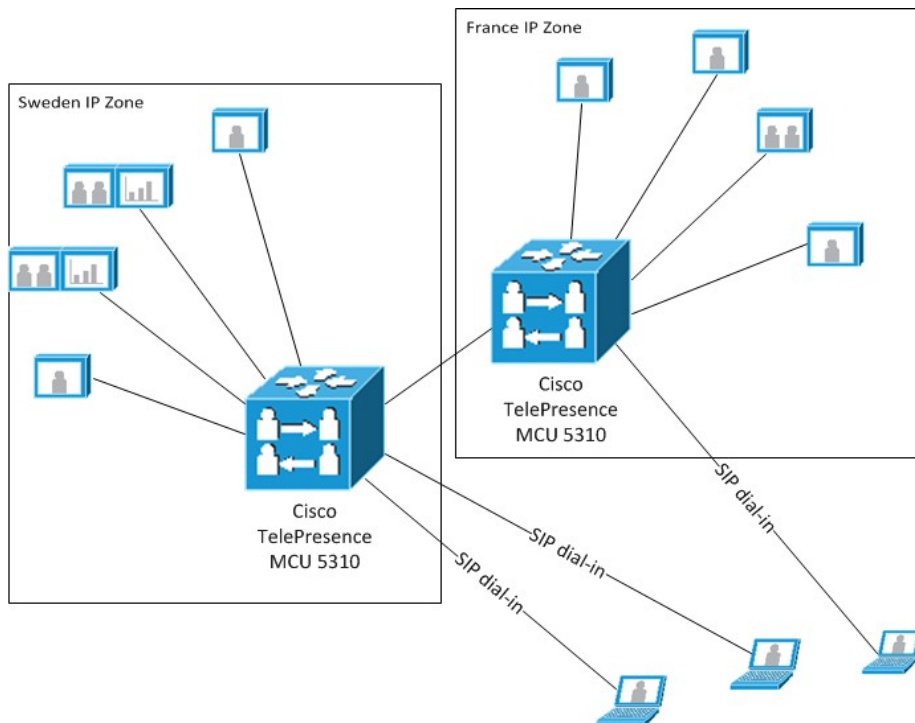 France IP Zone
Sweden IP Zone
Cisco
TelePresence
MCU 5310
Cisco
TelePresence
MCU 5310
SIP dial-in
SIP dial-in
SIP dial-in